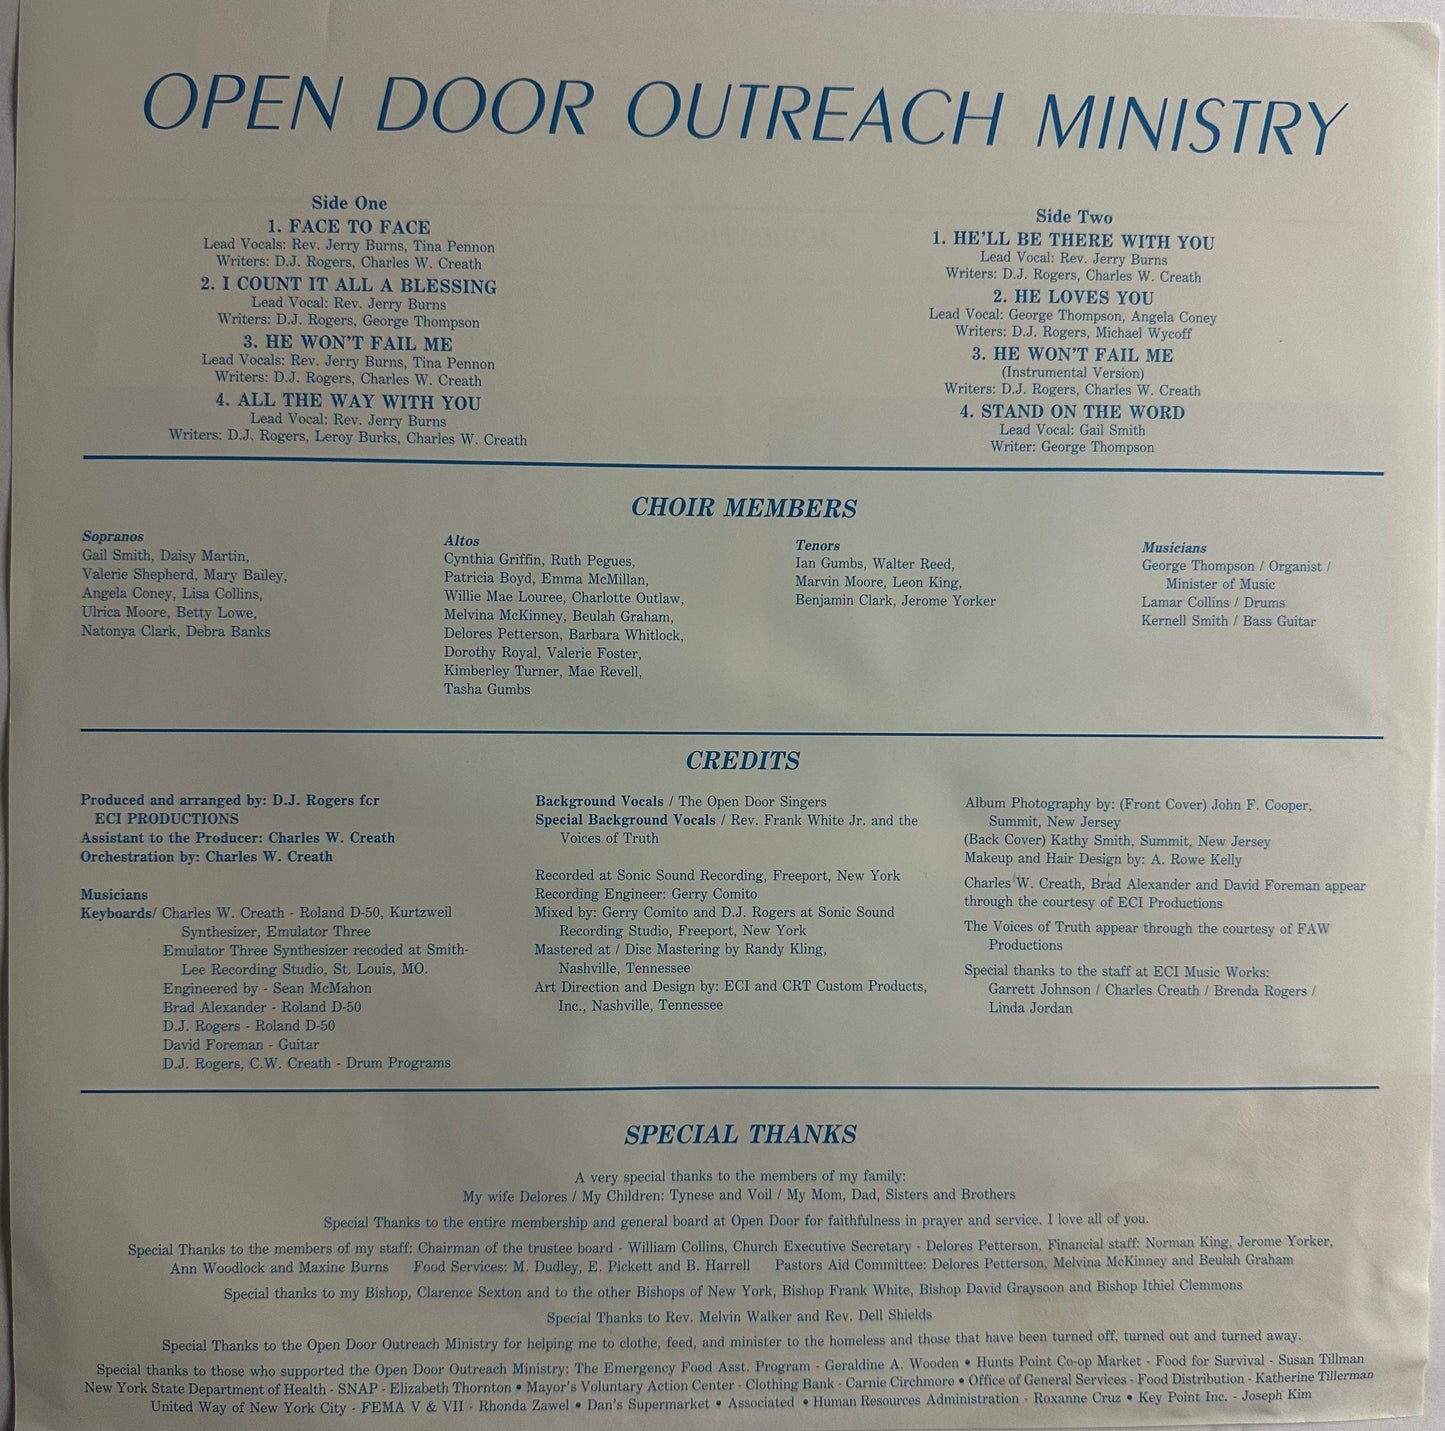 OPEN DOOR OUTREACH MINISTRY
Side One
1. FACE TO FACE
Lead Vocals: Rev. Jerry Burns, Tina Pennon
Writers: D.J. Rogers, Charles W. Creath
2. I COUNT IT ALL A BLESSING
Lead Vocal: Rev. Jerry Burns
Writers: D.J. Rogers, George Thompson
3. HE WON'T FAIL ME
Lead Vocals: Rev. Jerry Burns, Tina Pennon
Writers: D.J. Rogers, Charles W. Creath
4. ALL THE WAY WITH YOU
Lead Vocal: Rev. Jerry Burns
Writers: D.J. Rogers, Leroy Burks, Charles W. Creath
Side Two
1. HE'LL BE THERE WITH YOU
Lead Vocal: Rev. Jerry Burns
Writers: D.J. Rogers, Charles W. Creath
2. HE LOVES YOU
Lead Vocal: George Thompson, Angela Coney
Writers: D.J. Rogers, Michael Wycoff
3. HE WON'T FAIL ME
(Instrumental Version)
Writers: D.J. Rogers, Charles W. Creath
4. STAND ON THE WORD
Lead Vocal: Gail Smith
Writer: George Thompson
CHOIR MEMBERS
Sopranos
Gail Smith, Daisy Martin,
Valerie Shepherd, Mary Bailey,
Angela Coney, Lisa Collins,
Ulrica Moore, Betty Lowe,
Natonya Clark, Debra Banks
Altos
Cynthia Griffin, Ruth Pegues,
Patricia Boyd, Emma McMillan,
Willie Mae Louree, Charlotte Outlaw,
Melvina McKinney, Beulah Graham,
Delores Petterson, Barbara Whitlock,
Dorothy Royal, Valerie Foster,
Kimberley Turner, Mae Revell,
Tasha Gumbs
Tenors
Ian Gumbs, Walter Reed,
Marvin Moore, Leon King,
Benjamin Clark, Jerome Yorker
Musicians
George Thompson / Organist /
Minister of Music
Lamar Collins / Drums
Kernell Smith / Bass Guitar
CREDITS
Produced and arranged by: D.J. Rogers for
ECI PRODUCTIONS
Assistant to the Producer: Charles W. Creath
Orchestration by: Charles W. Creath
Musicians
Keyboards/ Charles W. Creath - Roland D-50, Kurtzweil
Synthesizer, Emulator Three
Emulator Three Synthesizer recoded at Smith-
Lee Recording Studio, St. Louis, MO.
Engineered by - Sean McMahon
Brad Alexander - Roland D-50
D.J. Rogers - Roland D-50
David Foreman - Guitar
D.J. Rogers, C.W. Creath - Drum Programs
Background Vocals / The Open Door Singers
Special Background Vocals / Rev. Frank White Jr. and the
Voices of Truth
Recorded at Sonic Sound Recording, Freeport, New York
Recording Engineer: Gerry Comito
Mixed by: Gerry Comito and D.J. Rogers at Sonic Sound
Recording Studio, Freeport, New York
Mastered at / Disc Mastering by Randy Kling,
Nashville, Tennessee
Art Direction and Design by: ECI and CRT Custom Products,
Inc., Nashville, Tennessee
Album Photography by: (Front Cover) John F. Cooper,
Summit, New Jersey
(Back Cover) Kathy Smith, Summit, New Jersey
Makeup and Hair Design by: A. Rowe Kelly
Charles W. Creath, Brad Alexander and David Foreman appear
through the courtesy of ECI Productions
The Voices of Truth appear through the courtesy of FAW
Productions
Special thanks to the staff at ECI Music Works:
Garrett Johnson / Charles Creath / Brenda Rogers /
Linda Jordan
SPECIAL THANKS
A very special thanks to the members of my family:
My wife Delores / My Children: Tynese and Voil / My Mom, Dad, Sisters and Brothers
Special Thanks to the entire membership and general board at Open Door for faithfulness in prayer and service. I love all of you.
Special Thanks to the members of my staff: Chairman of the trustee board - William Collins, Church Executive Secretary - Delores Petterson, Financial staff: Norman King, Jerome Yorker,
Ann Woodlock and Maxine Burns Food Services: M. Dudley, E. Pickett and B. Harrell Pastors Aid Committee: Delores Petterson, Melvina McKinney and Beulah Graham
Special thanks to my Bishop, Clarence Sexton and to the other Bishops of New York, Bishop Frank White, Bishop David Graysoon and Bishop Ithiel Clemmons
Special Thanks to Rev. Melvin Walker and Rev. Dell Shields
Special Thanks to the Open Door Outreach Ministry for helping me to clothe, feed, and minister to the homeless and those that have been turned off, turned out and turned away.
Special thanks to those who supported the Open Door Outreach Ministry: The Emergency Food Asst. Program - Geraldine A. Wooden • Hunts Point Co-op Market - Food for Survival - Susan Tillman
New York State Department of Health - SNAP - Elizabeth Thornton • Mayor's Voluntary Action Center - Clothing Bank - Carnie Circhmore • Office of General Services - Food Distribution - Katherine Tillerman
United Way of New York City - FEMA V & VII - Rhonda Zawel • Dan's Supermarket • Associated • Human Resources Administration - Roxanne Cruz • Key Point Inc. - Joseph Kim